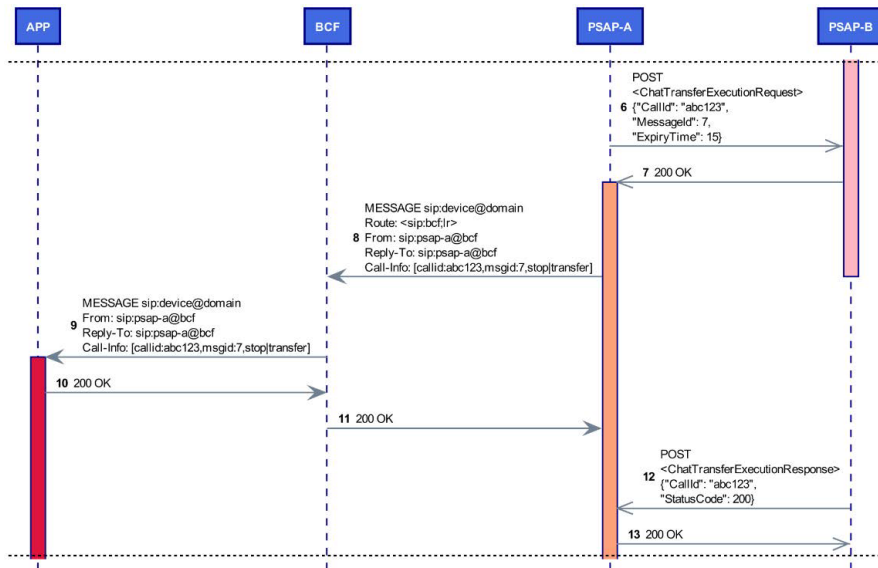 APP
BCF
PSAP-A
PSAP-B
POST
<ChatTransferExecutionRequest>
6 {"CallId": "abc123",
"MessageId": 7,
"ExpiryTime": 15}
7 200 OK
MESSAGE sip:device@domain
Route: <sip:bcf;lr>
8 From: sip:psap-a@bcf
Reply-To: sip:psap-a@bcf
Call-Info: [callid:abc123,msgid:7,stop|transfer]
MESSAGE sip:device@domain
9 From: sip:psap-a@bcf
Reply-To: sip:psap-a@bcf
Call-Info: [callid:abc123,msgid:7,stop|transfer]
10 200 OK
11 200 OK
POST
<ChatTransferExecutionResponse>
12 {"CallId": "abc123",
"StatusCode": 200}
13 200 OK